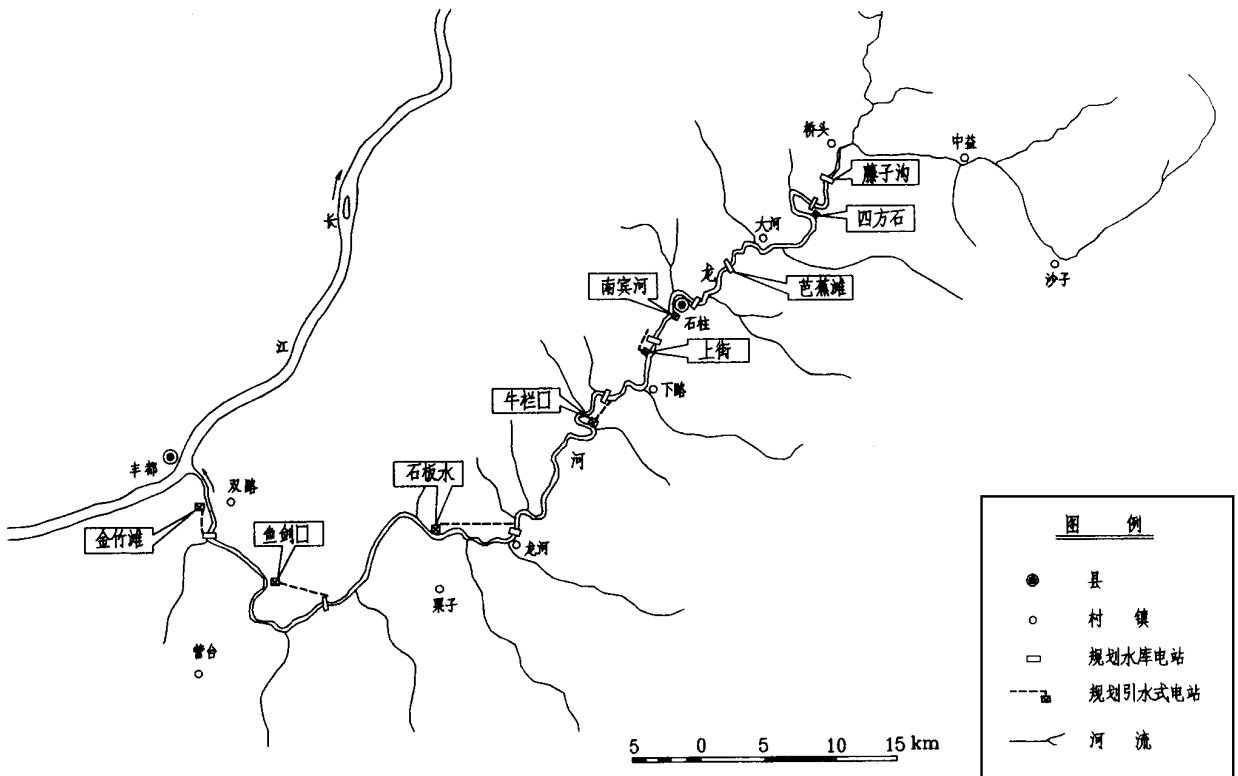 桥头
中益
藤子沟
四方石
大河
沙子
龙
芭蕉滩
南宾河
石柱
上街
下路
牛栏口
河
长
江
丰都
双路
石板水
金竹滩
鱼剑口
龙河
栗子
营台
图 例
县
村 镇
规划水库电站
规划引水式电站
河 流
5 0 5 10 15 km